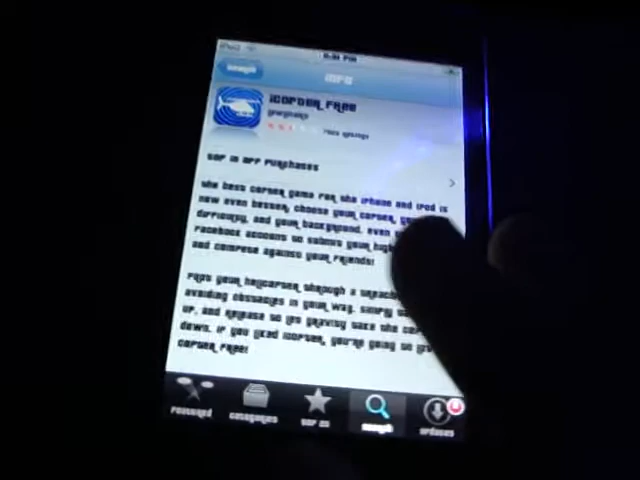 iPod
Search
Info
iCopter Free
Top In App Purchases
The best copter game for the iPhone and iPod is
now even better. Choose your copter,
difficulty, and your background. Even
Facebook account to submit your high
and compete against your friends!
Pilot your helicopter through a
avoiding obstacles in your way. Simply
up, and release to let gravity take the
down. If you liked iCopter, you're going to
Copter Free!
Featured
Categories
Top 25
Search
Updates